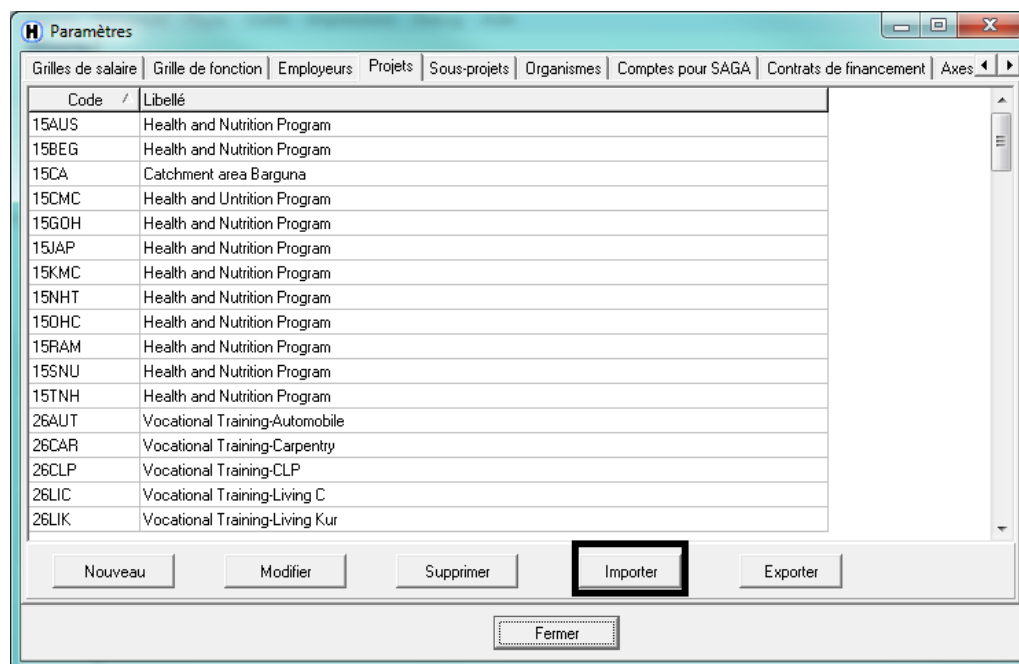 Paramètres
Grilles de salaire Grille de fonction Employeurs Projets Sous-projets Organismes Comptes pour SAGA Contrats de financement Axes
Code Libellé
15AUS Health and Nutrition Program
15BEG Health and Nutrition Program
15CA Catchment area Barguna
15CMC Health and Untrition Program
15GOH Health and Nutrition Program
15JAP Health and Nutrition Program
15KMC Health and Nutrition Program
15NHT Health and Nutrition Program
15OHC Health and Nutrition Program
15RAM Health and Nutrition Program
15SNU Health and Nutrition Program
15TNH Health and Nutrition Program
26AUT Vocational Training-Automobile
26CAR Vocational Training-Carpentry
26CLP Vocational Training-CLP
26LIC Vocational Training-Living C
26LIK Vocational Training-Living Kur
Nouveau Modifier Supprimer Importer Exporter
Fermer